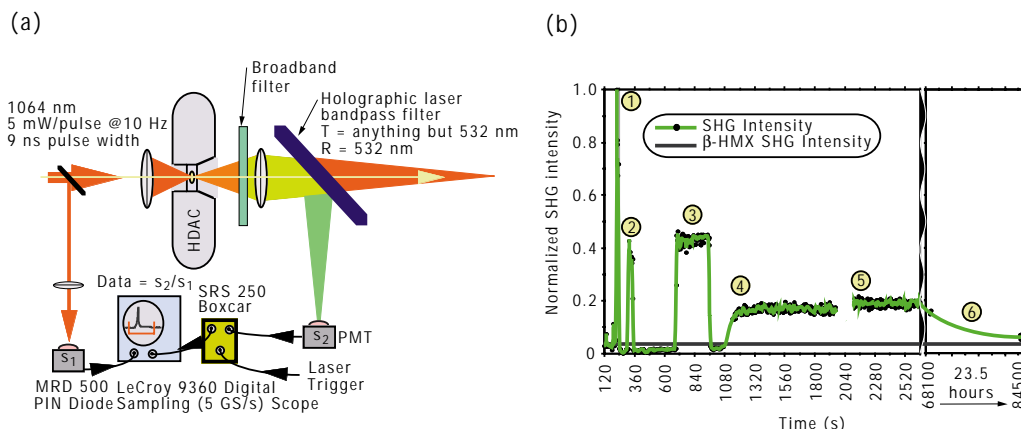 (a)
Broadband
filter
Holographic laser
bandpass filter
T = anything but 532 nm
R = 532 nm
1064 nm
5 mW/pulse @10 Hz
9 ns pulse width
HDAC
Data = s2/s1
SRS 250
Boxcar
s1
s2
PMT
Laser
Trigger
MRD 500
PIN Diode
LeCroy 9360 Digital
Sampling (5 GS/s) Scope
(b)
Normalized SHG intensity
1.0
0.8
0.6
0.4
0.2
0
1
2
3
4
5
6
SHG Intensity
β-HMX SHG Intensity
120
360
600
840
1080
1320
1560
1800
2040
2280
2520
68100
84500
23.5
hours
Time (s)